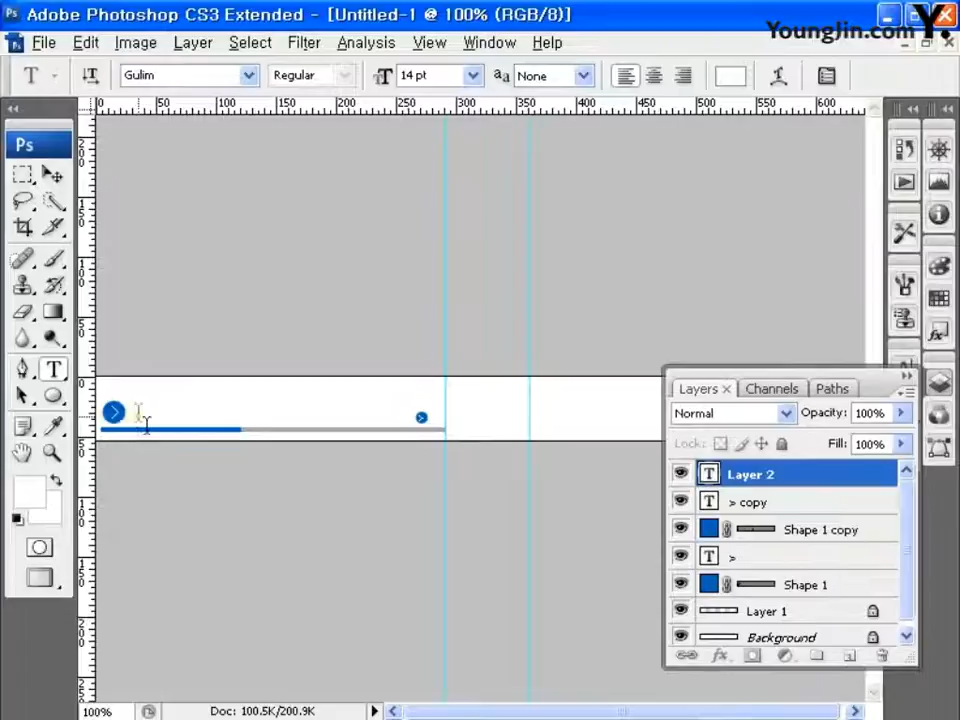 Adobe Photoshop CS3 Extended - [Untitled-1 @ 100% (RGB/8)]
YoungJin.com Y.
File Edit Image Layer Select Filter Analysis View Window Help
T Gulim Regular T 14 pt aa None
0 50 100 150 200 250 300 350 400 450 500 550 600
Ps
Layers × Channels Paths
Normal Opacity: 100%
Lock: Fill: 100%
T Layer 2
T > copy
Shape 1 copy
T >
Shape 1
Layer 1
Background
fx
100% Doc: 100.5K/200.9K